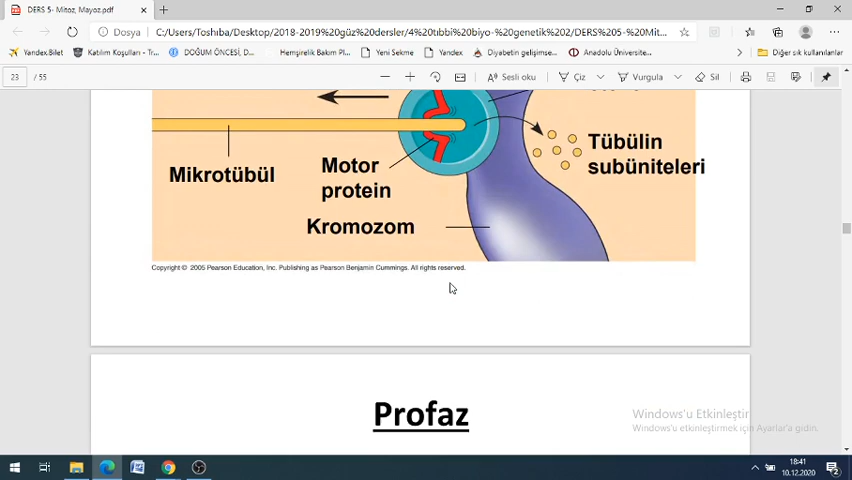 DERS 5- Mitoz, Mayoz.pdf
Dosya
C:/Users/Toshıba/Desktop/2018-2019%20güz%20dersler/4%20tıbbi%20biyo-%20genetik%202/DERS%205-%20Mit...
Yandex.Bilet
Katılım Koşulları - Tr...
DOĞUM ÖNCESİ, D...
Hemşirelik Bakım Pl...
Yeni Sekme
Yandex
Diyabetin gelişimse...
Anadolu Üniversite...
Diğer sık kullanılanlar
23 / 55
Sesli oku
Çiz
Vurgula
Sil
Tübülin
subüniteleri
Mikrotübül
Motor
protein
Kromozom
Copyright © 2005 Pearson Education, Inc. Publishing as Pearson Benjamin Cummings. All rights reserved.
Profaz
Windows'u Etkinleştir
Windows'u etkinleştirmek için Ayarlar'a gidin.
18:41
10.12.2020
2